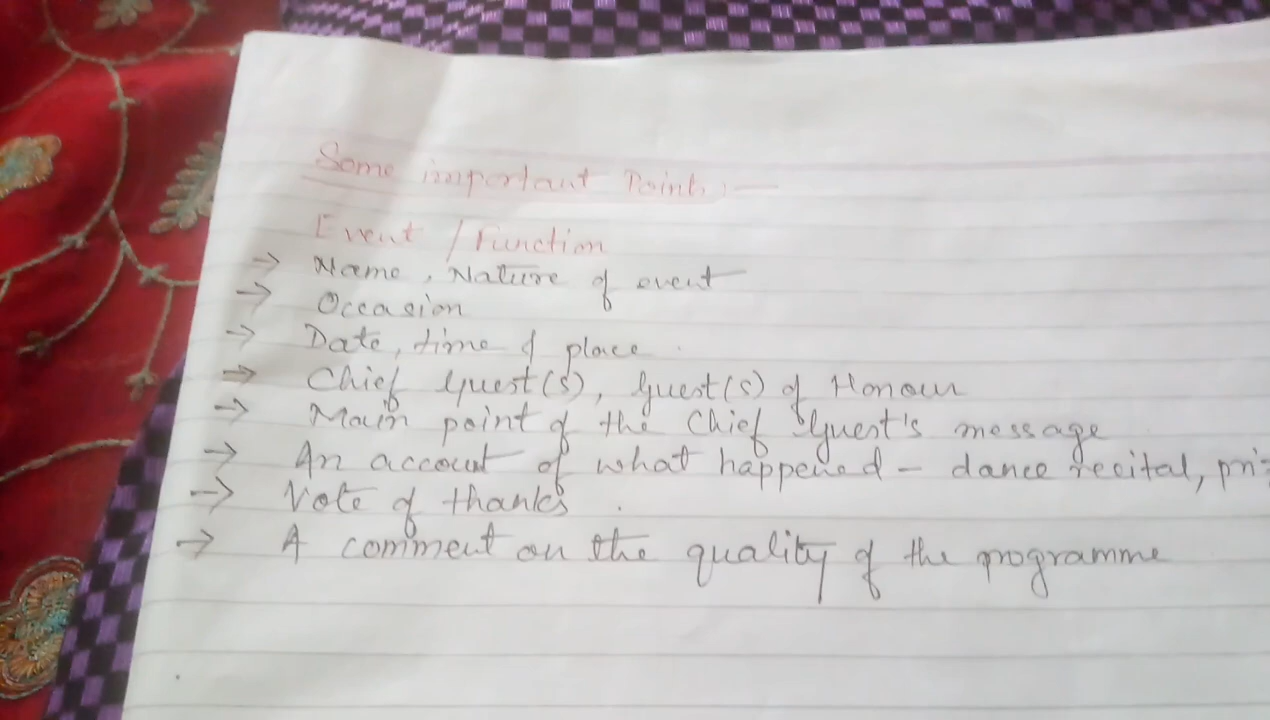 Some important Points :—
Event / Function
→ Name, Nature of event
→ Occasion
→ Date, time & place.
→ Chief Guest(s), Guest(s) of Honour
→ Main point of the Chief Guest's message
→ An account of what happened – dance recital,
→ Vote of thanks.
→ A comment on the quality of the programme